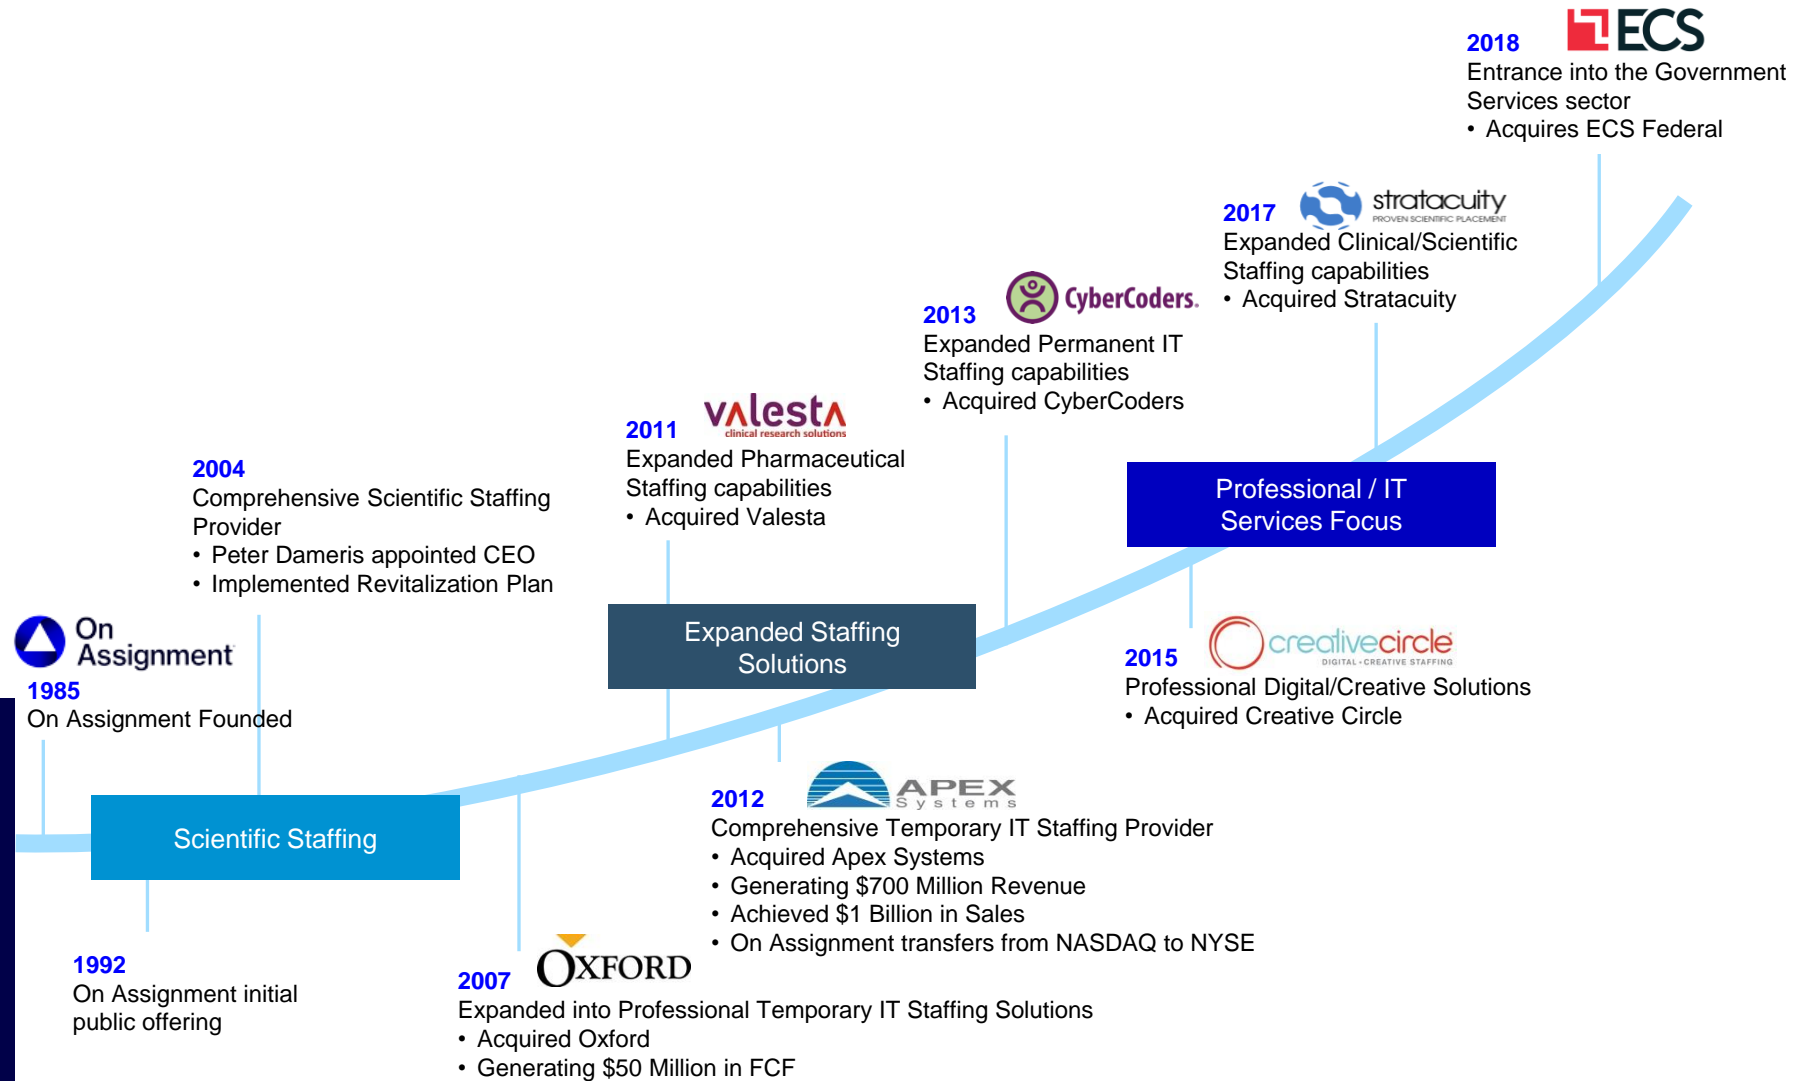 ECS
2018
Entrance into the Government
Services sector
• Acquires ECS Federal
stratacuity
PROVEN SCIENTIFIC PLACEMENT
2017
Expanded Clinical/Scientific
Staffing capabilities
• Acquired Stratacuity
CyberCoders.
2013
Expanded Permanent IT
Staffing capabilities
• Acquired CyberCoders
valesta
clinical research solutions
2011
Expanded Pharmaceutical
Staffing capabilities
• Acquired Valesta
2004
Comprehensive Scientific Staffing
Provider
• Peter Dameris appointed CEO
• Implemented Revitalization Plan
Professional / IT
Services Focus
Expanded Staffing
Solutions
On
Assignment
1985
On Assignment Founded
creativecircle
DIGITAL • CREATIVE STAFFING
2015
Professional Digital/Creative Solutions
• Acquired Creative Circle
Scientific Staffing
APEX
Systems
2012
Comprehensive Temporary IT Staffing Provider
• Acquired Apex Systems
• Generating $700 Million Revenue
• Achieved $1 Billion in Sales
• On Assignment transfers from NASDAQ to NYSE
1992
On Assignment initial
public offering
OXFORD
2007
Expanded into Professional Temporary IT Staffing Solutions
• Acquired Oxford
• Generating $50 Million in FCF